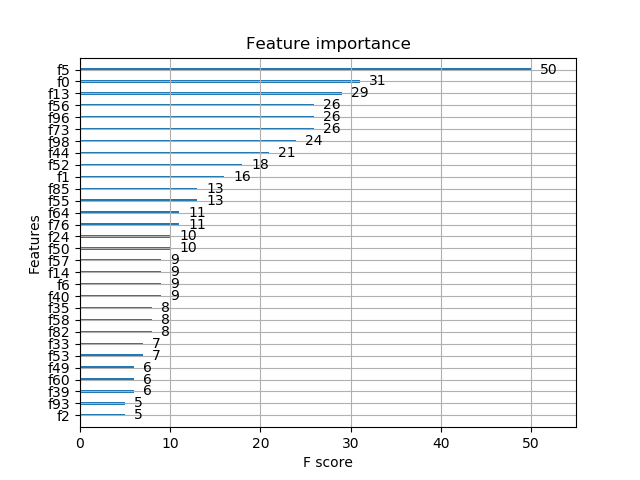 Feature importance
f5 50
f0 31
f13 29
f56 26
f96 26
f73 26
f98 24
f44 21
f52 18
f1 16
f85 13
f55 13
f64 11
f76 11
f24 10
f50 10
f57 9
f14 9
f6 9
f40 9
f35 8
f58 8
f82 8
f33 7
f53 7
f49 6
f60 6
f39 6
f93 5
f2 5
Features
0 10 20 30 40 50
F score